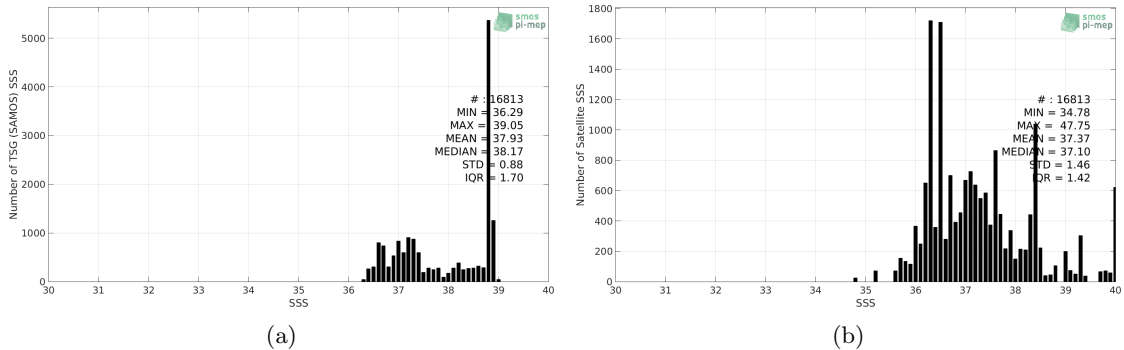 Number of TSG (SAMOS) SSS
5000
4000
3000
2000
1000
0
30 31 32 33 34 35 36 37 38 39 40
SSS
smos
pi-mep
# : 16813
MIN = 36.29
MAX = 39.05
MEAN = 37.93
MEDIAN = 38.17
STD = 0.88
IQR = 1.70
(a)
Number of Satellite SSS
1800
1600
1400
1200
1000
800
600
400
200
0
30 31 32 33 34 35 36 37 38 39 40
SSS
smos
pi-mep
# : 16813
MIN = 34.78
MAX = 47.75
MEAN = 37.37
MEDIAN = 37.10
STD = 1.46
IQR = 1.42
(b)